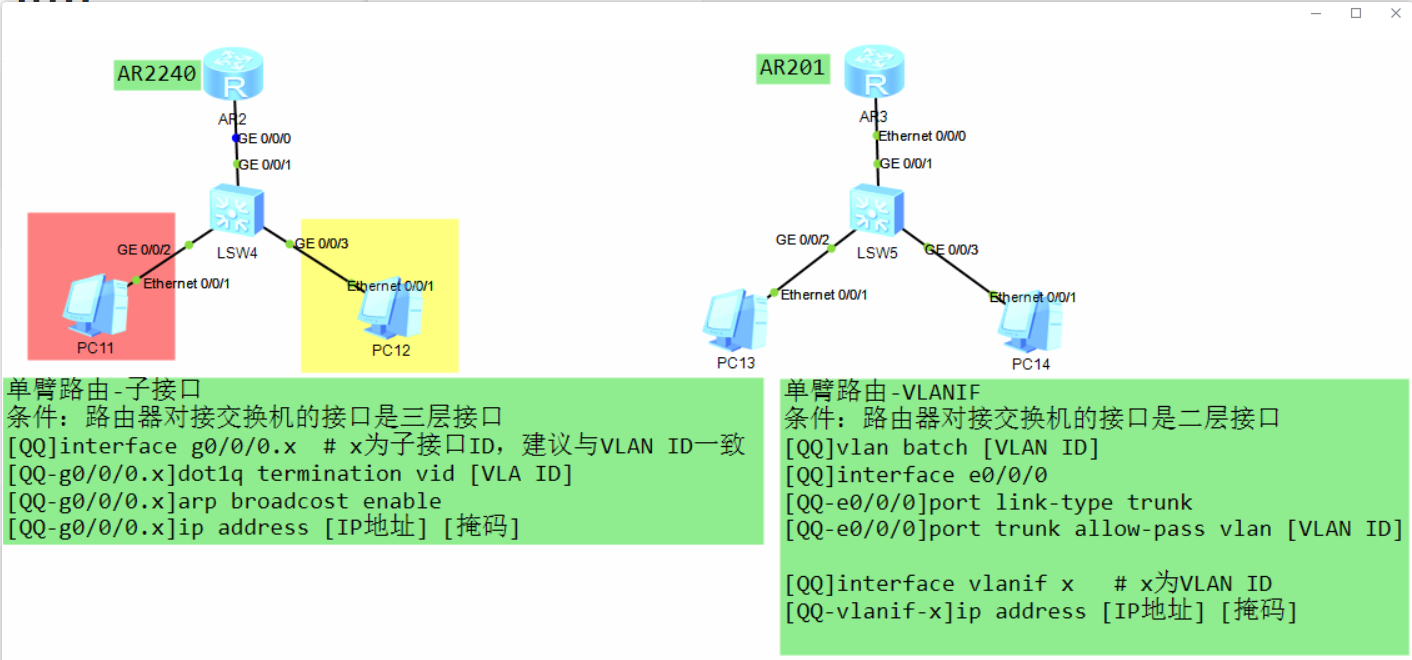 AR2240
AR2
GE 0/0/0
GE 0/0/1
LSW4
GE 0/0/2
GE 0/0/3
Ethernet 0/0/1
Ethernet 0/0/1
PC11
PC12
AR201
AR3
Ethernet 0/0/0
GE 0/0/1
LSW5
GE 0/0/2
GE 0/0/3
Ethernet 0/0/1
Ethernet 0/0/1
PC13
PC14
单臂路由-子接口
条件：路由器对接交换机的接口是三层接口
[QQ]interface g0/0/0.x  # x为子接口ID，建议与VLAN ID一致
[QQ-g0/0/0.x]dot1q termination vid [VLA ID]
[QQ-g0/0/0.x]arp broadcost enable
[QQ-g0/0/0.x]ip address [IP地址] [掩码]
单臂路由-VLANIF
条件：路由器对接交换机的接口是二层接口
[QQ]vlan batch [VLAN ID]
[QQ]interface e0/0/0
[QQ-e0/0/0]port link-type trunk
[QQ-e0/0/0]port trunk allow-pass vlan [VLAN ID]
[QQ]interface vlanif x   # x为VLAN ID
[QQ-vlanif-x]ip address [IP地址] [掩码]